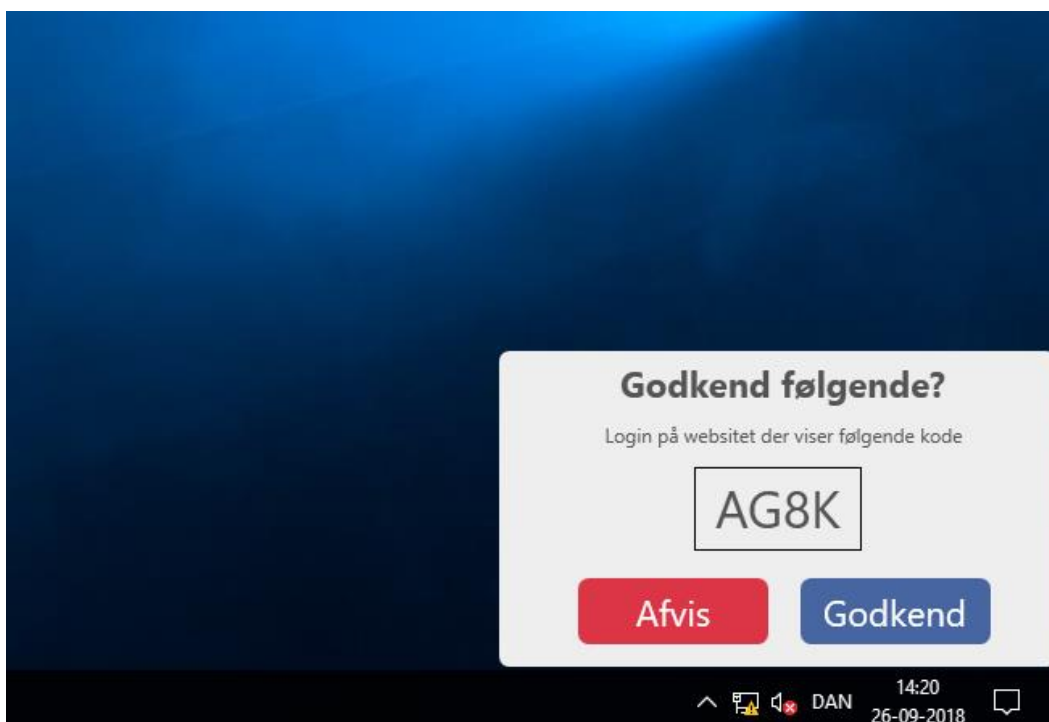 Godkend følgende?
Login på websitet der viser følgende kode
AG8K
Afvis
Godkend
DAN
14:20
26-09-2018